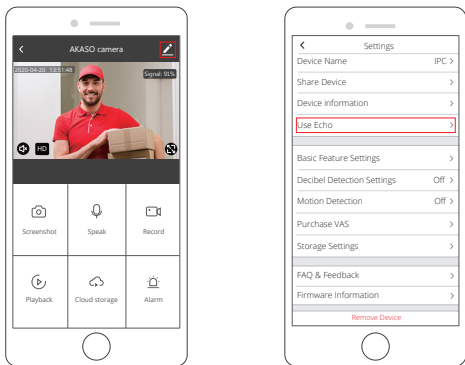 AKASO camera
2020-04-20 13:51:48
Signal: 91%
HD
Screenshot
Speak
Record
Playback
Cloud storage
Alarm
Settings
Device Name IPC
Share Device
Device information
Use Echo
Basic Feature Settings
Decibel Detection Settings Off
Motion Detection Off
Purchase VAS
Storage Settings
FAQ & Feedback
Firmware Information
Remove Device